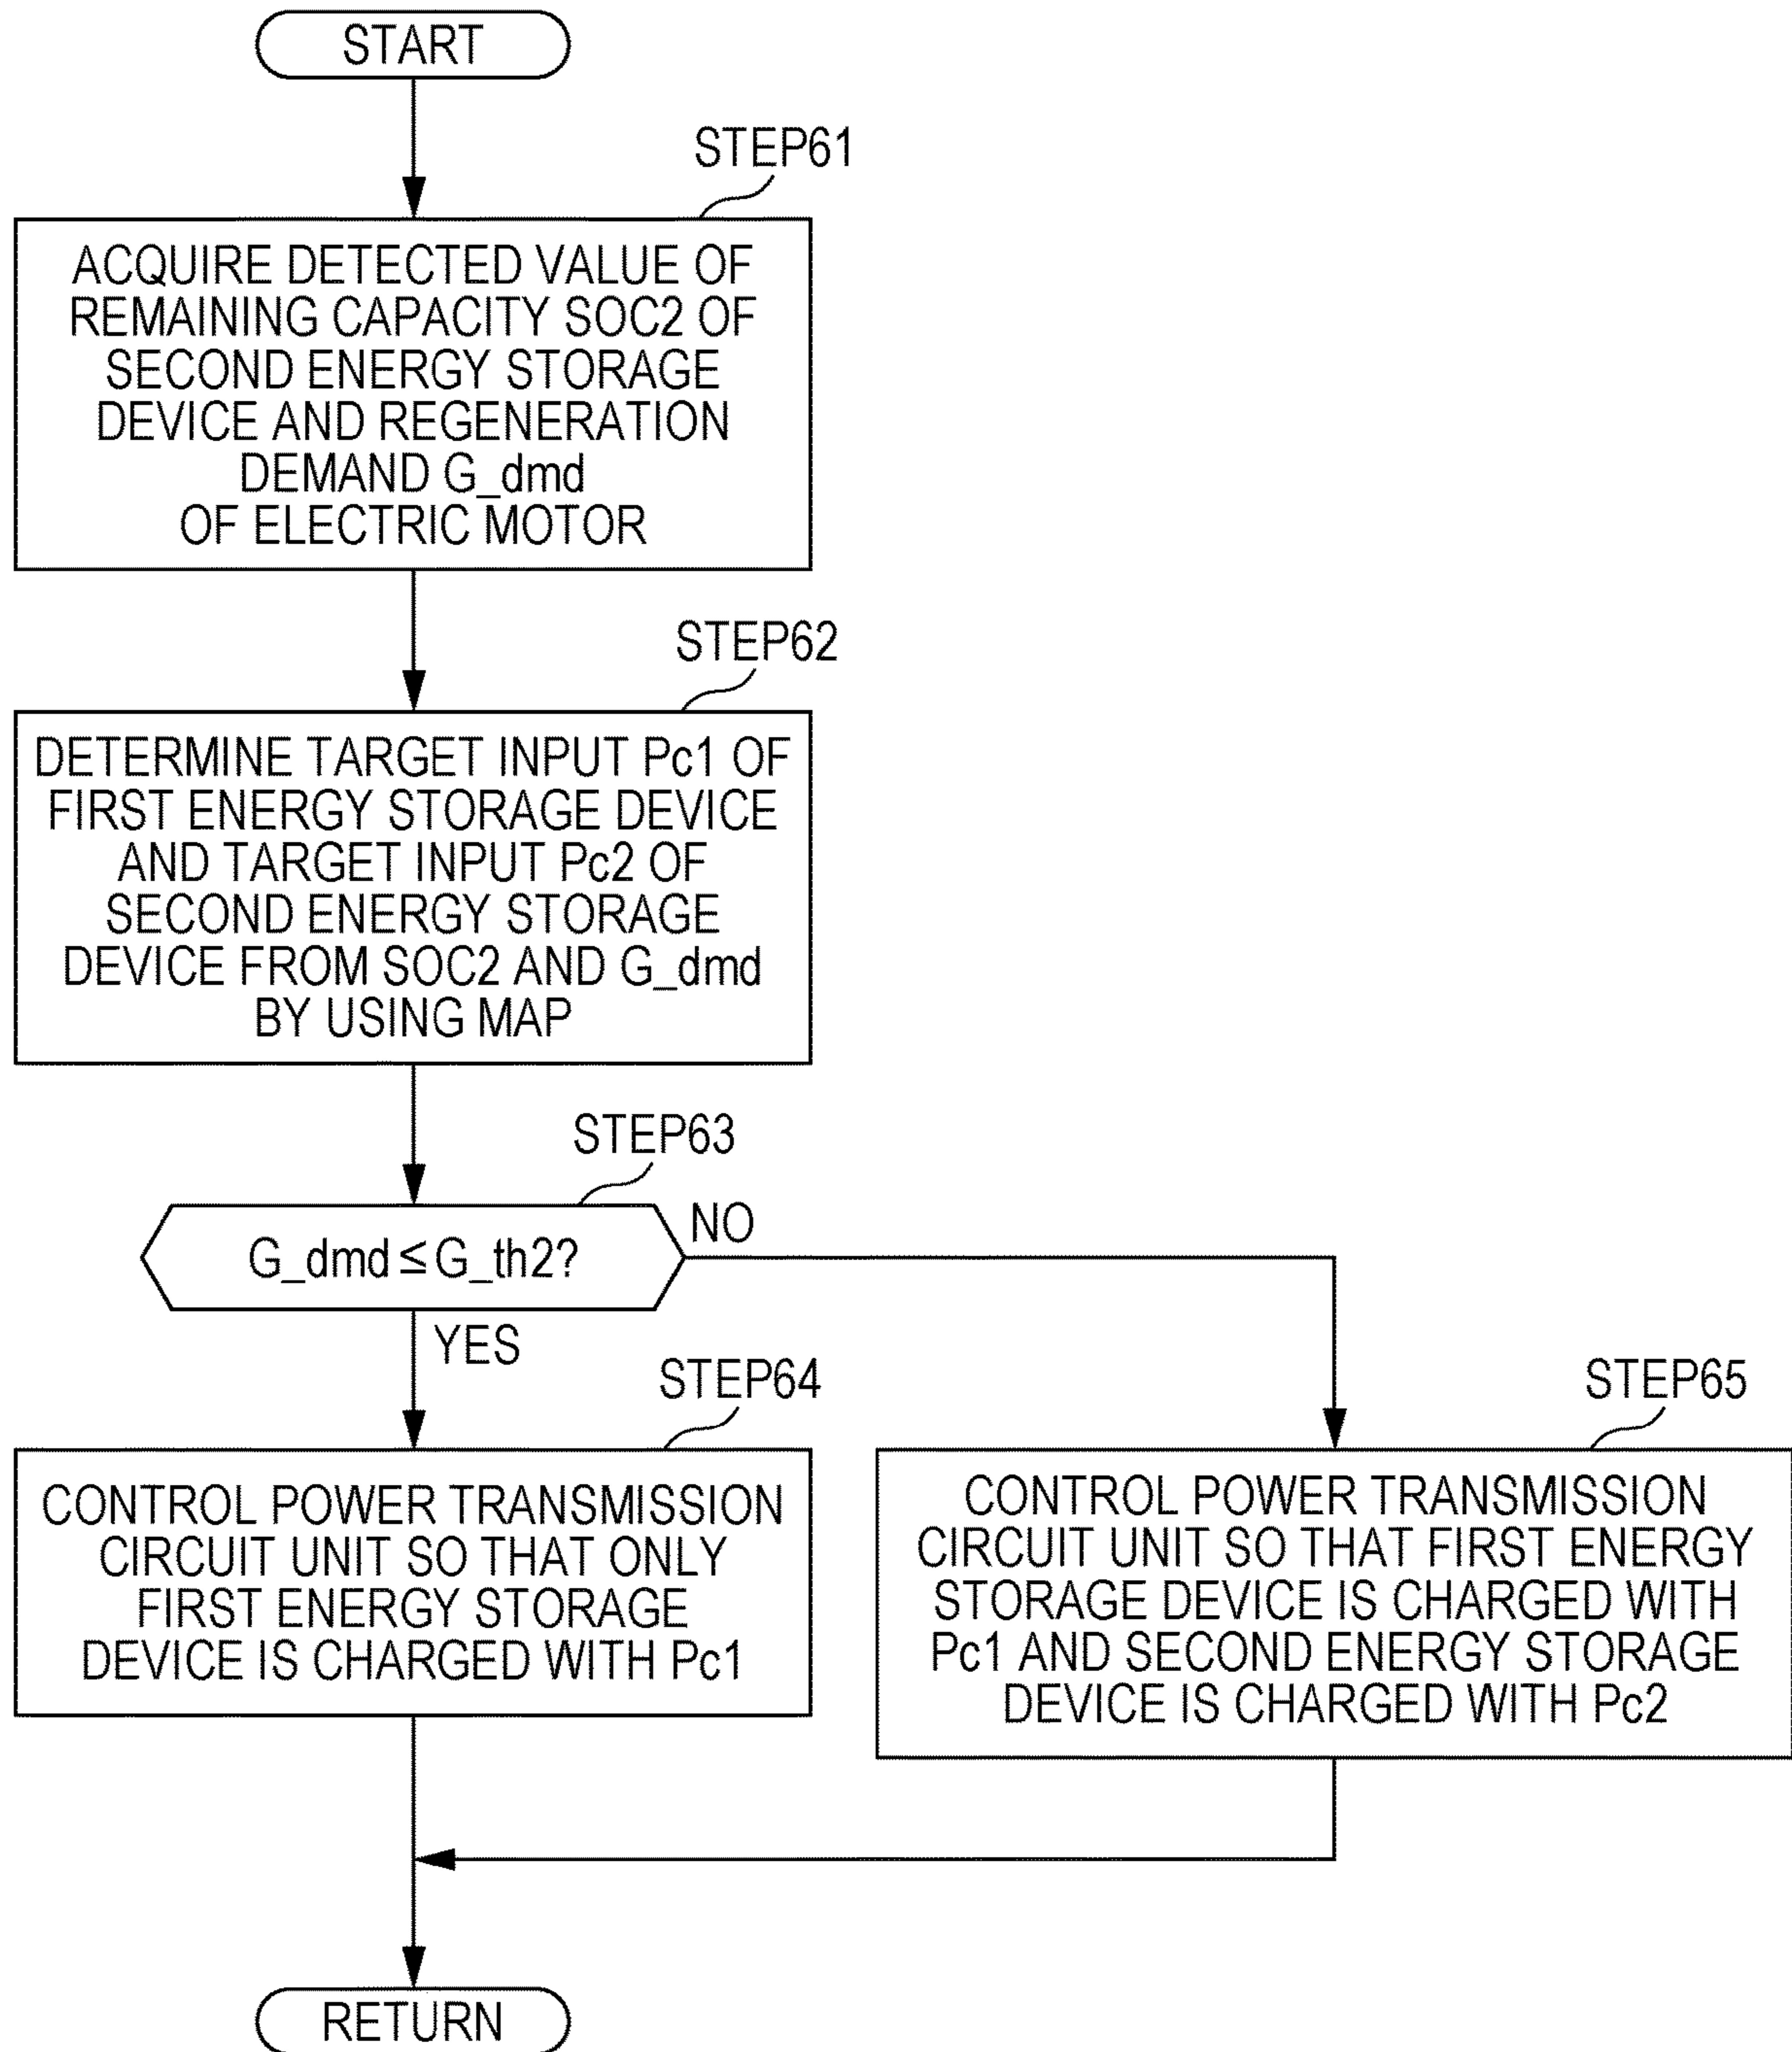 START
STEP61
ACQUIRE DETECTED VALUE OF
REMAINING CAPACITY SOC2 OF
SECOND ENERGY STORAGE
DEVICE AND REGENERATION
DEMAND G_dmd
OF ELECTRIC MOTOR
STEP62
DETERMINE TARGET INPUT Pc1 OF
FIRST ENERGY STORAGE DEVICE
AND TARGET INPUT Pc2 OF
SECOND ENERGY STORAGE
DEVICE FROM SOC2 AND G_dmd
BY USING MAP
STEP63
G_dmd ≤ G_th2?
NO
YES
STEP64
CONTROL POWER TRANSMISSION
CIRCUIT UNIT SO THAT ONLY
FIRST ENERGY STORAGE
DEVICE IS CHARGED WITH Pc1
STEP65
CONTROL POWER TRANSMISSION
CIRCUIT UNIT SO THAT FIRST ENERGY
STORAGE DEVICE IS CHARGED WITH
Pc1 AND SECOND ENERGY STORAGE
DEVICE IS CHARGED WITH Pc2
RETURN